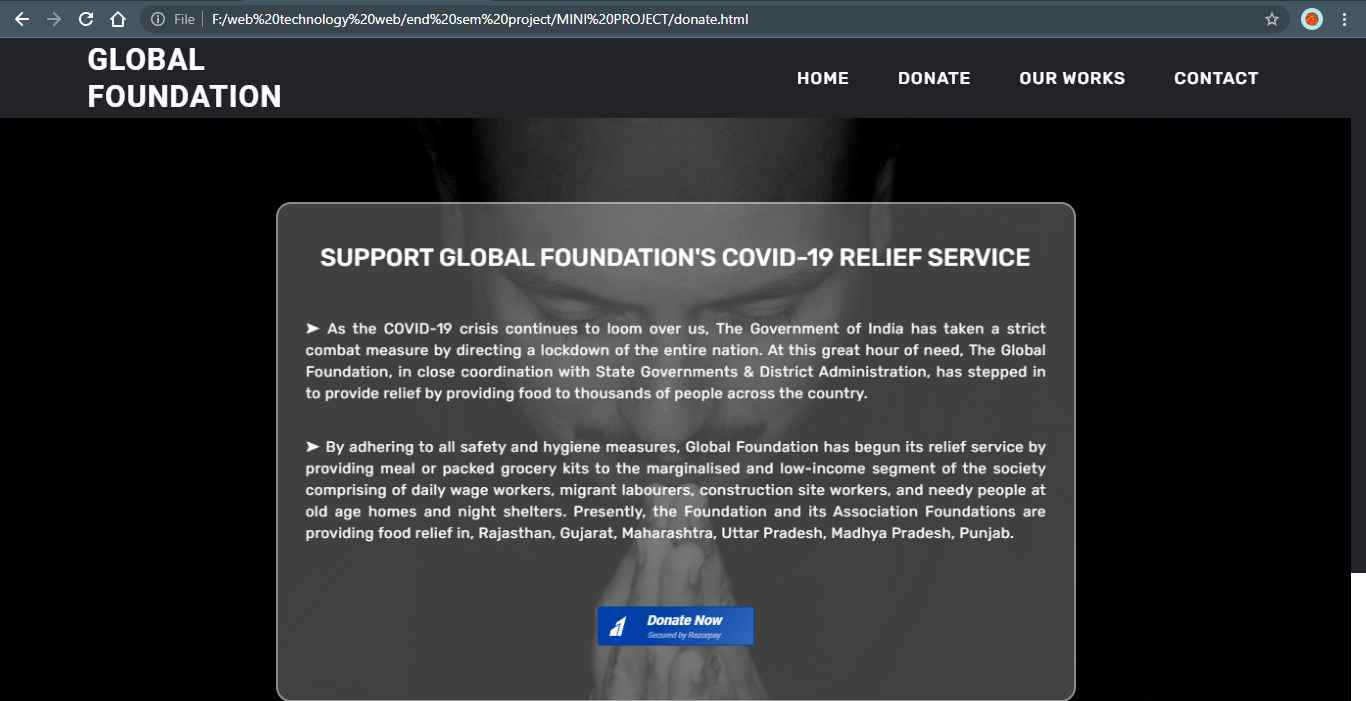 File | F:/web%20technology%20web/end%20sem%20project/MINI%20PROJECT/donate.html
GLOBAL
FOUNDATION
HOME DONATE OUR WORKS CONTACT
SUPPORT GLOBAL FOUNDATION'S COVID-19 RELIEF SERVICE
➤ As the COVID-19 crisis continues to loom over us, The Government of India has taken a strict
combat measure by directing a lockdown of the entire nation. At this great hour of need, The Global
Foundation, in close coordination with State Governments & District Administration, has stepped in
to provide relief by providing food to thousands of people across the country.
➤ By adhering to all safety and hygiene measures, Global Foundation has begun its relief service by
providing meal or packed grocery kits to the marginalised and low-income segment of the society
comprising of daily wage workers, migrant labourers, construction site workers, and needy people at
old age homes and night shelters. Presently, the Foundation and its Association Foundations are
providing food relief in, Rajasthan, Gujarat, Maharashtra, Uttar Pradesh, Madhya Pradesh, Punjab.
Donate Now
Secured by Razorpay